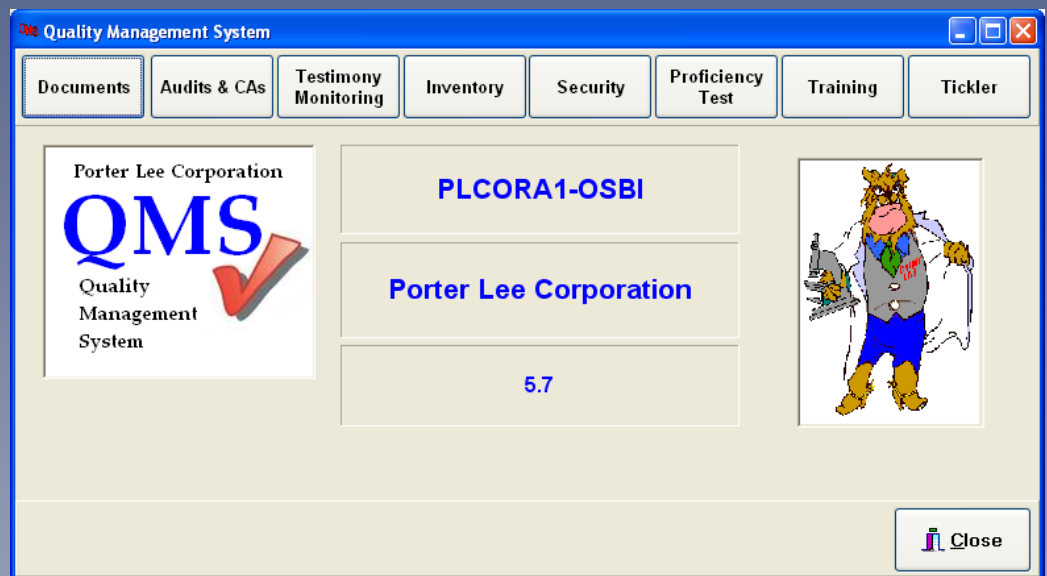 QMS Quality Management System
Documents
Audits & CAs
Testimony
Monitoring
Inventory
Security
Proficiency
Test
Training
Tickler
Porter Lee Corporation
QMS
Quality
Management
System
PLCORA1-OSBI
Porter Lee Corporation
5.7
Close